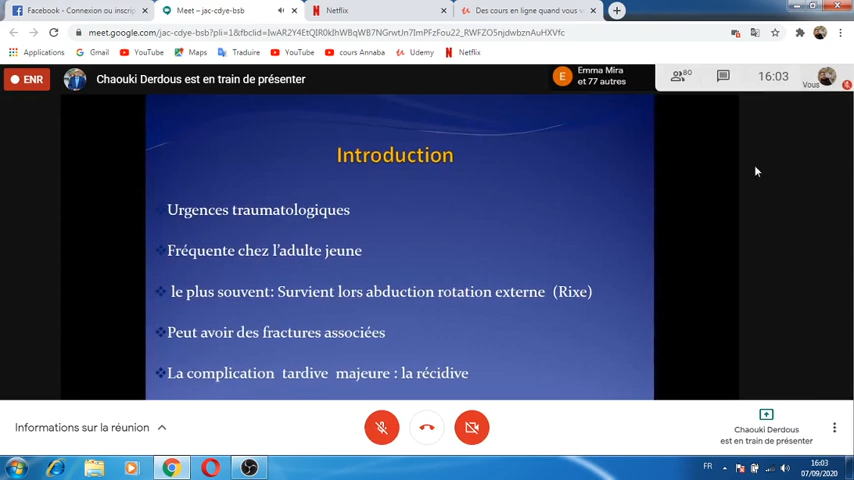 Facebook - Connexion ou inscrip
Meet – jac-cdye-bsb
Netflix
Des cours en ligne quand vous v
meet.google.com/jac-cdye-bsb?pli=1&fbclid=IwAR2Y4EtQIR0kIhWBqWB7NGrwtUn7ImPFzFou22_RWFZO5njdwbznAuHXVfc
Applications
Gmail
YouTube
Maps
Traduire
YouTube
cours Annaba
Udemy
Netflix
ENR
Chaouki Derdous est en train de présenter
E
Emma Mira
et 77 autres
80
16:03
Vous
Introduction
Urgences traumatologiques
Fréquente chez l'adulte jeune
le plus souvent: Survient lors abduction rotation externe (Rixe)
Peut avoir des fractures associées
La complication tardive majeure : la récidive
Informations sur la réunion
Chaouki Derdous
est en train de présenter
FR
16:03
07/09/2020